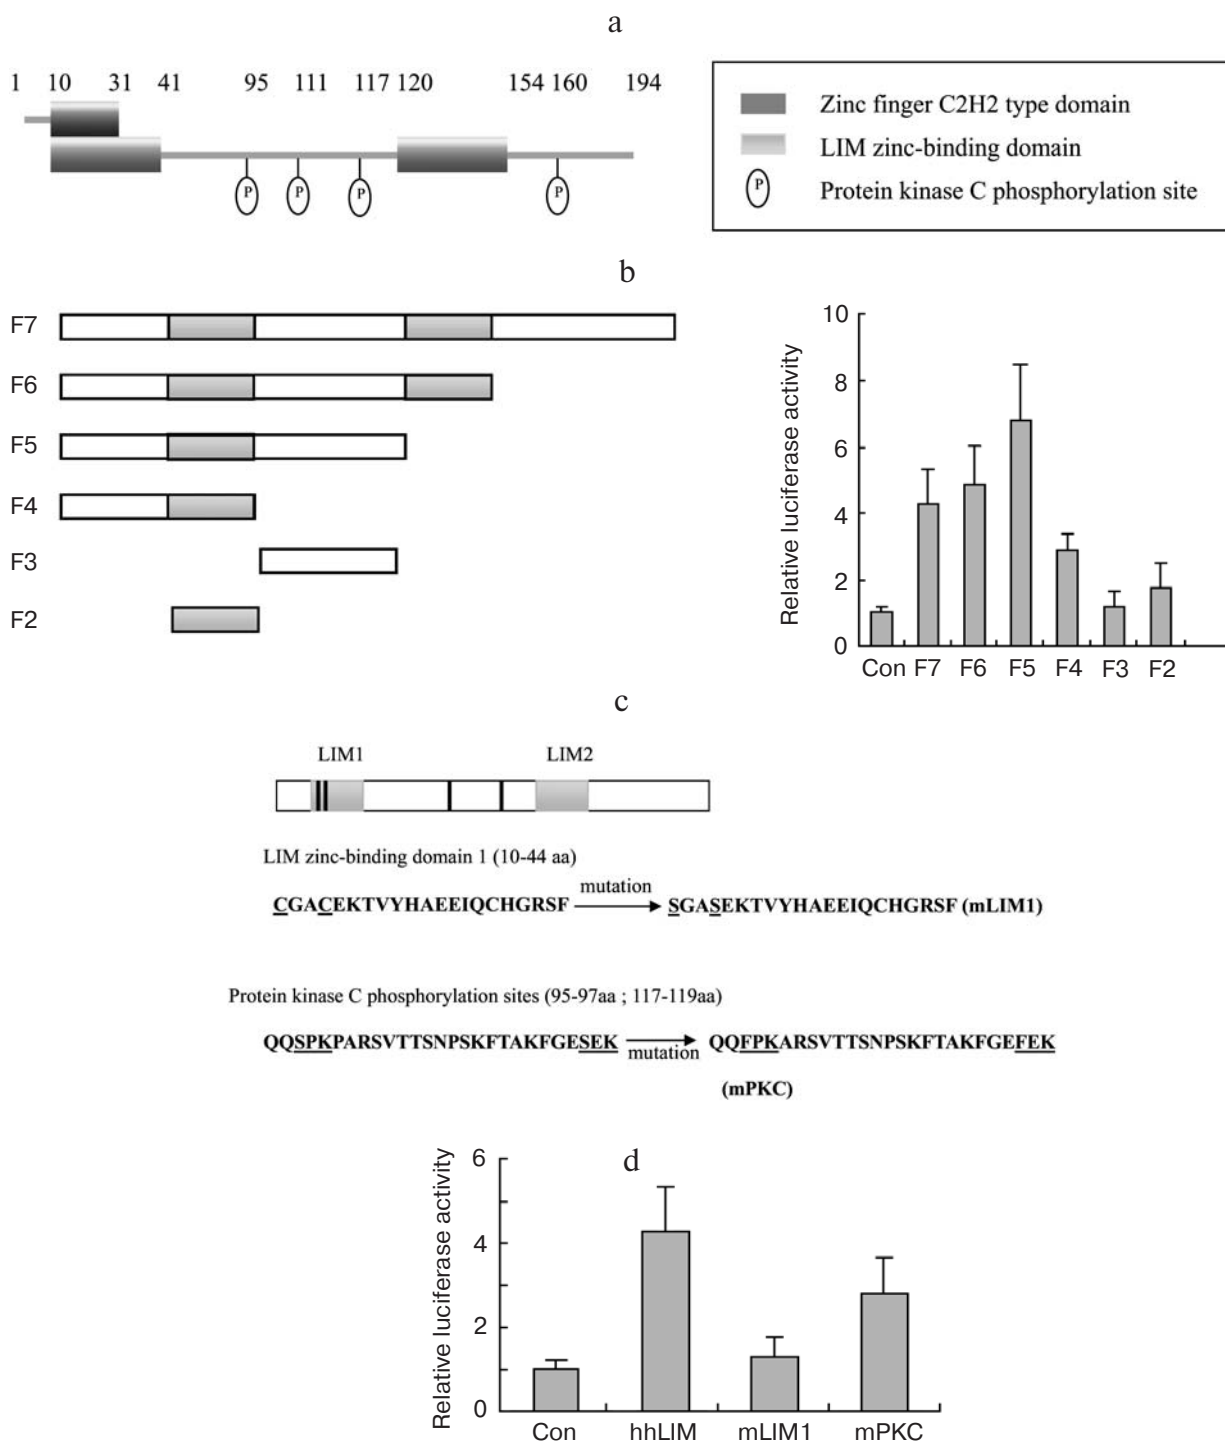 a
1 10 31 41 95 111 117 120 154 160 194
Zinc finger C2H2 type domain
LIM zinc-binding domain
P Protein kinase C phosphorylation site
P P P P
b
F7
F6
F5
F4
F3
F2
Relative luciferase activity
10
8
6
4
2
0
Con F7 F6 F5 F4 F3 F2
c
LIM1 LIM2
LIM zinc-binding domain 1 (10-44 aa)
CGACEKTVYHAEEIQCHGRSF mutation SGASEKTVYHAEEIQCHGRSF (mLIM1)
Protein kinase C phosphorylation sites (95-97aa ; 117-119aa)
QQSPKPARSVTTSNPSKFTAKFGESEK mutation QQFPKARSVTTSNPSKFTAKFGEFEK
(mPKC)
d
Relative luciferase activity
6
4
2
0
Con hhLIM mLIM1 mPKC